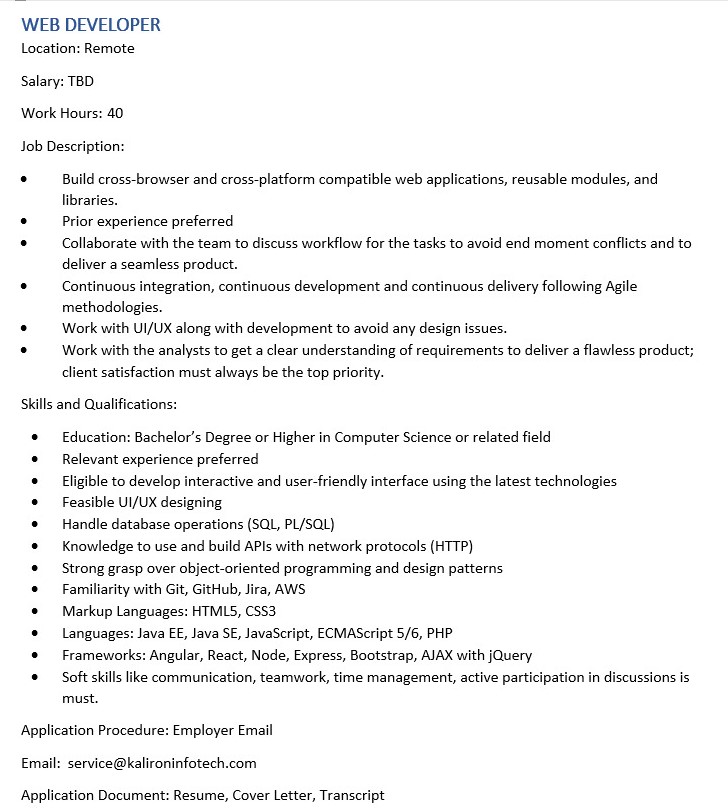 WEB DEVELOPER
Location: Remote
Salary: TBD
Work Hours: 40
Job Description:
• Build cross-browser and cross-platform compatible web applications, reusable modules, and
libraries.
• Prior experience preferred
• Collaborate with the team to discuss workflow for the tasks to avoid end moment conflicts and to
deliver a seamless product.
• Continuous integration, continuous development and continuous delivery following Agile
methodologies.
• Work with UI/UX along with development to avoid any design issues.
• Work with the analysts to get a clear understanding of requirements to deliver a flawless product;
client satisfaction must always be the top priority.
Skills and Qualifications:
• Education: Bachelor’s Degree or Higher in Computer Science or related field
• Relevant experience preferred
• Eligible to develop interactive and user-friendly interface using the latest technologies
• Feasible UI/UX designing
• Handle database operations (SQL, PL/SQL)
• Knowledge to use and build APIs with network protocols (HTTP)
• Strong grasp over object-oriented programming and design patterns
• Familiarity with Git, GitHub, Jira, AWS
• Markup Languages: HTML5, CSS3
• Languages: Java EE, Java SE, JavaScript, ECMAScript 5/6, PHP
• Frameworks: Angular, React, Node, Express, Bootstrap, AJAX with jQuery
• Soft skills like communication, teamwork, time management, active participation in discussions is
must.
Application Procedure: Employer Email
Email: service@kalironinfotech.com
Application Document: Resume, Cover Letter, Transcript